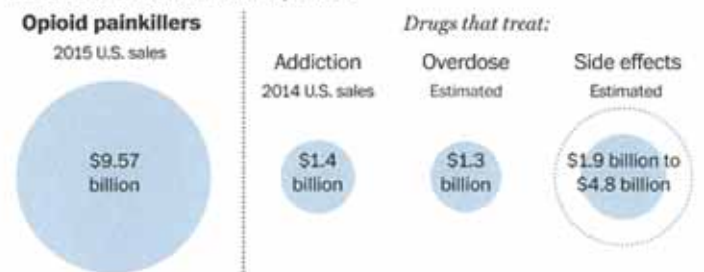 Opioid painkillers
2015 U.S. sales
$9.57
billion
Drugs that treat:
Addiction
2014 U.S. sales
$1.4
billion
Overdose
Estimated
$1.3
billion
Side effects
Estimated
$1.9 billion to
$4.8 billion